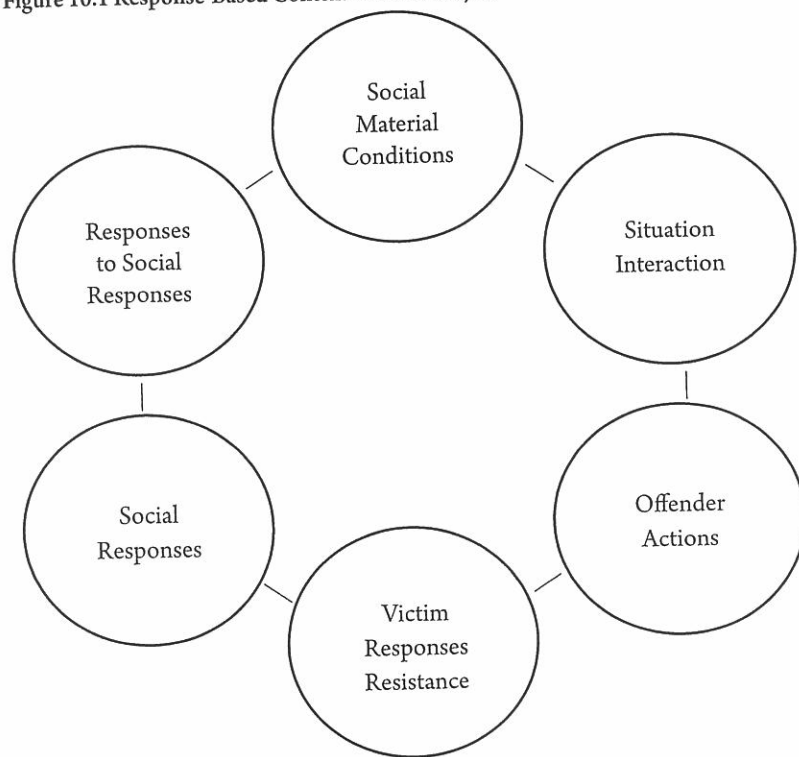 Figure 10.1 Response-Based
Social
Material
Conditions
Situation
Interaction
Offender
Actions
Victim
Responses
Resistance
Social
Responses
Responses
to Social
Responses